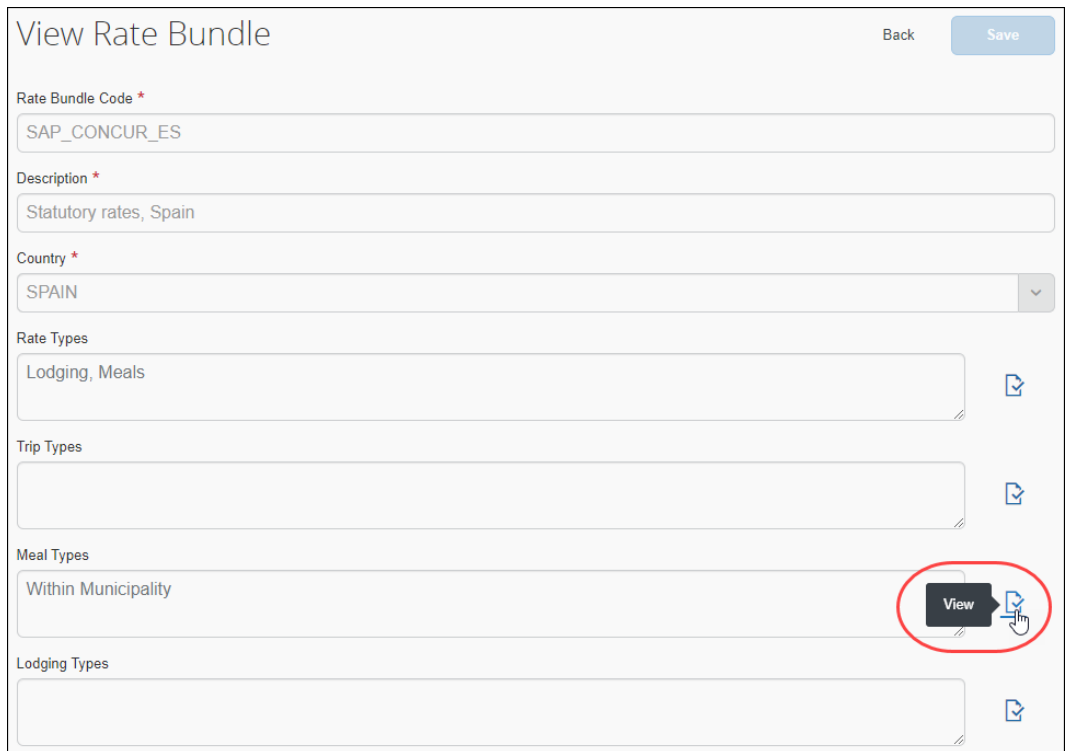 View Rate Bundle
Back
Save
Rate Bundle Code *
SAP_CONCUR_ES
Description *
Statutory rates, Spain
Country *
SPAIN
Rate Types
Lodging, Meals
Trip Types
Meal Types
Within Municipality
View
Lodging Types